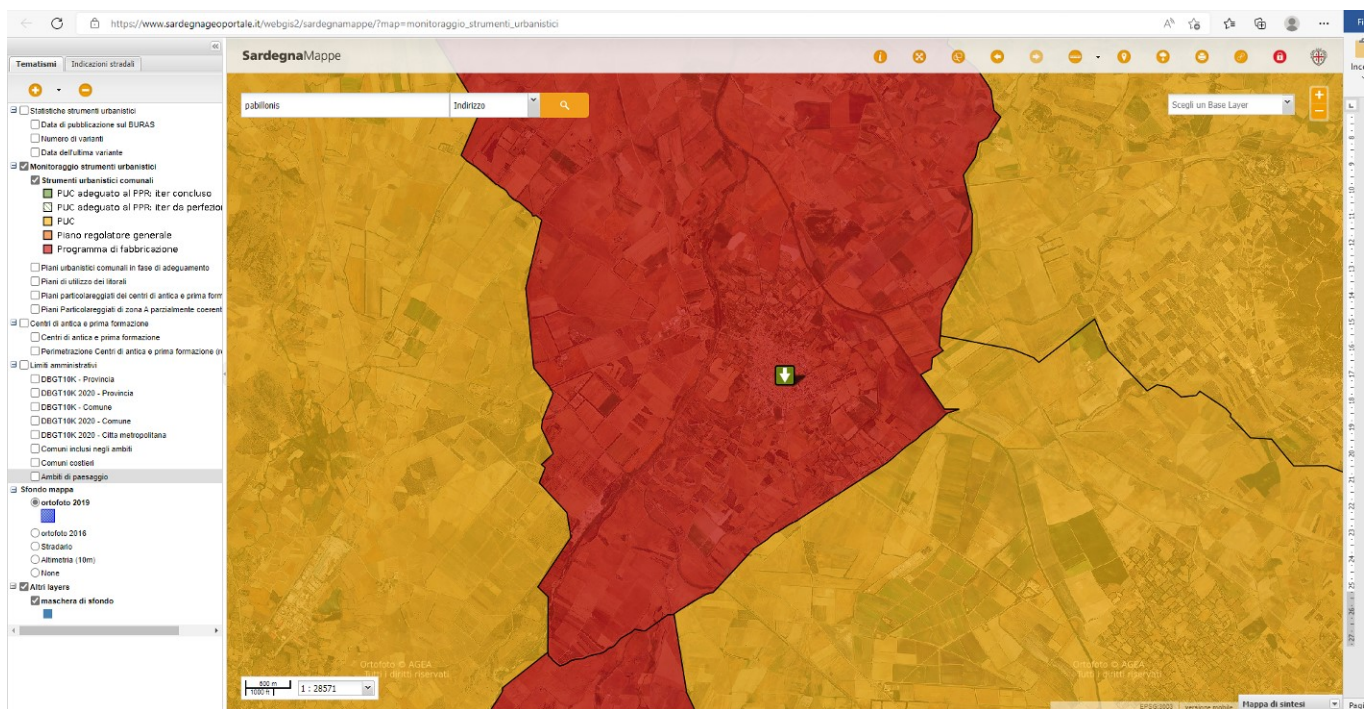 https://www.sardegnageoportale.it/webgis2/sardegnamappe/?map=monitoraggio_strumenti_urbanistici
Tematismi
Indicazioni stradali
SardegnaMappe
pabillonis
Indirizzo
Scegli un Base Layer
Statistiche strumenti urbanistici
Data di pubblicazione sul BURAS
Numero di varianti
Data dell'ultima variante
Monitoraggio strumenti urbanistici
Strumenti urbanistici comunali
PUC adeguato al PPR: iter concluso
PUC adeguato al PPR: iter da perfezio
PUC
Piano regolatore generale
Programma di fabbricazione
Piani urbanistici comunali in fase di adeguamento
Piani di utilizzo dei litorali
Piani particolareggiati dei centri di antica e prima form
Piani Particolareggiati di zona A parzialmente coerent
Centri di antica e prima formazione
Centri di antica e prima formazione
Perimetrazione Centri di antica e prima formazione (re
Limiti amministrativi
DBGT10K - Provincia
DBGT10K 2020 - Provincia
DBGT10K - Comune
DBGT10K 2020 - Comune
DBGT10K 2020 - Citta metropolitana
Comuni inclusi negli ambiti
Comuni costieri
Ambiti di paesaggio
Sfondo mappa
ortofoto 2019
ortofoto 2016
Stradario
Altimetria (10m)
None
Altri layers
maschera di sfondo
Ortofoto © AGEA
Tutti i diritti riservati
Ortofoto © AGEA
Tutti i diritti riservati
600 m
1000 ft
1 : 28571
versione mobile
Mappa di sintesi
Pagi
Ince